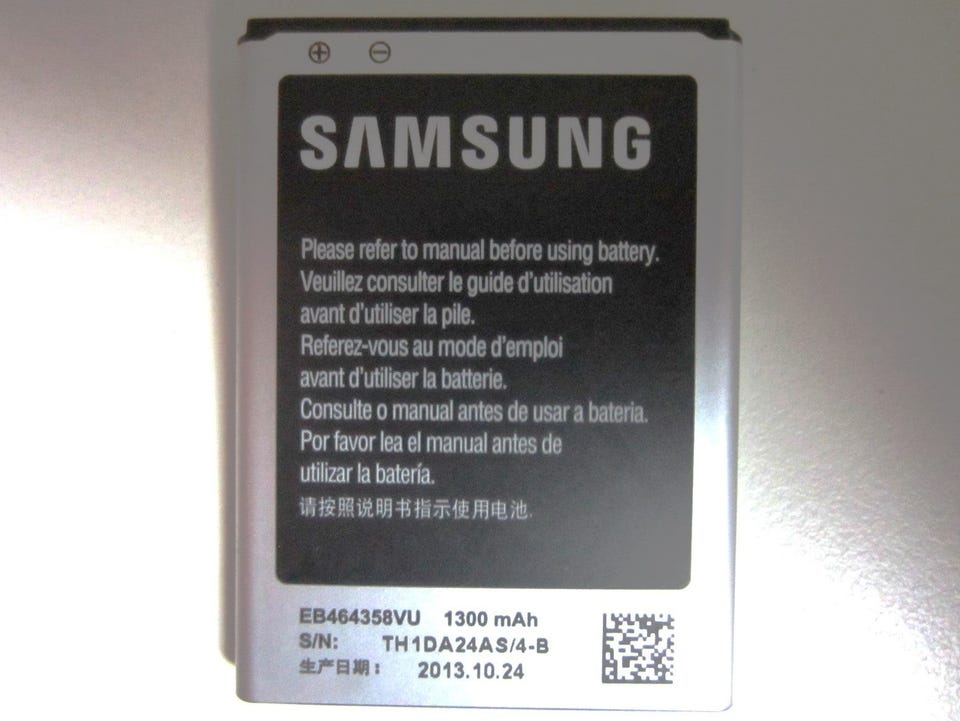 SAMSUNG
Please refer to manual before using battery.
Veuillez consulter le guide d'utilisation
avant d'utiliser la pile.
Referez-vous au mode d'emploi
avant d'utiliser la batterie.
Consulte o manual antes de usar a bateria.
Por favor lea el manual antes de
utilizar la batería.
请按照说明书指示使用电池.
EB464358VU 1300 mAh
S/N: TH1DA24AS/4-B
生产日期: 2013.10.24